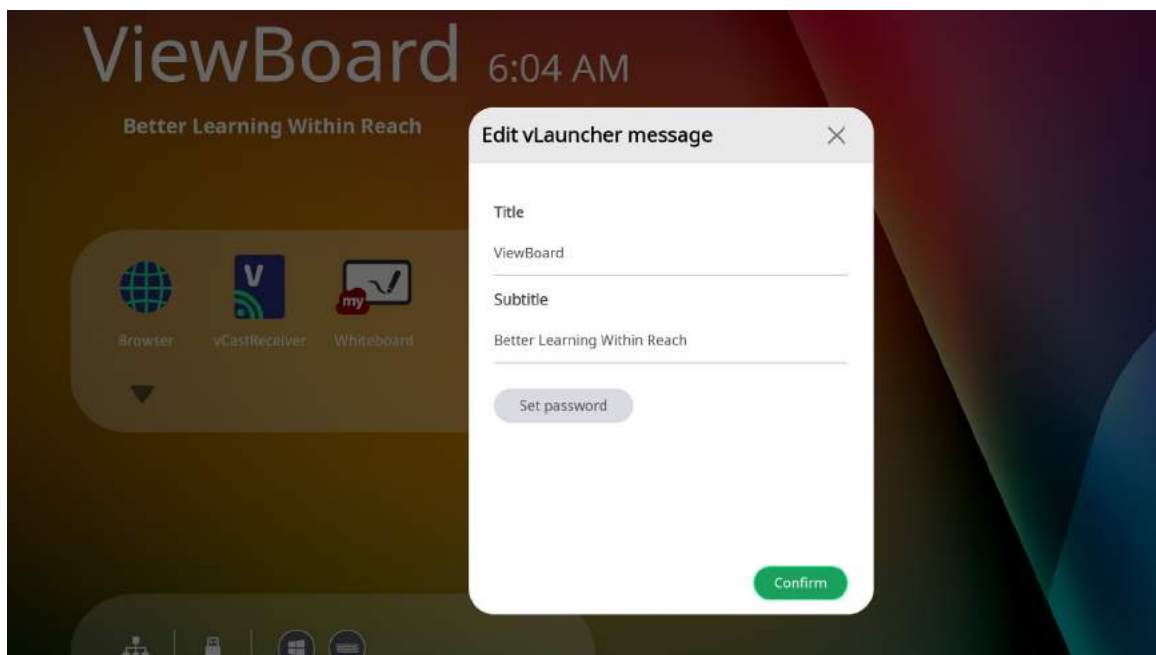 ViewBoard 6:04 AM
Better Learning Within Reach
Edit vLauncher message
Title
ViewBoard
Subtitle
Better Learning Within Reach
Set password
Confirm
Browser
vCastReceiver
V
my
Whiteboard